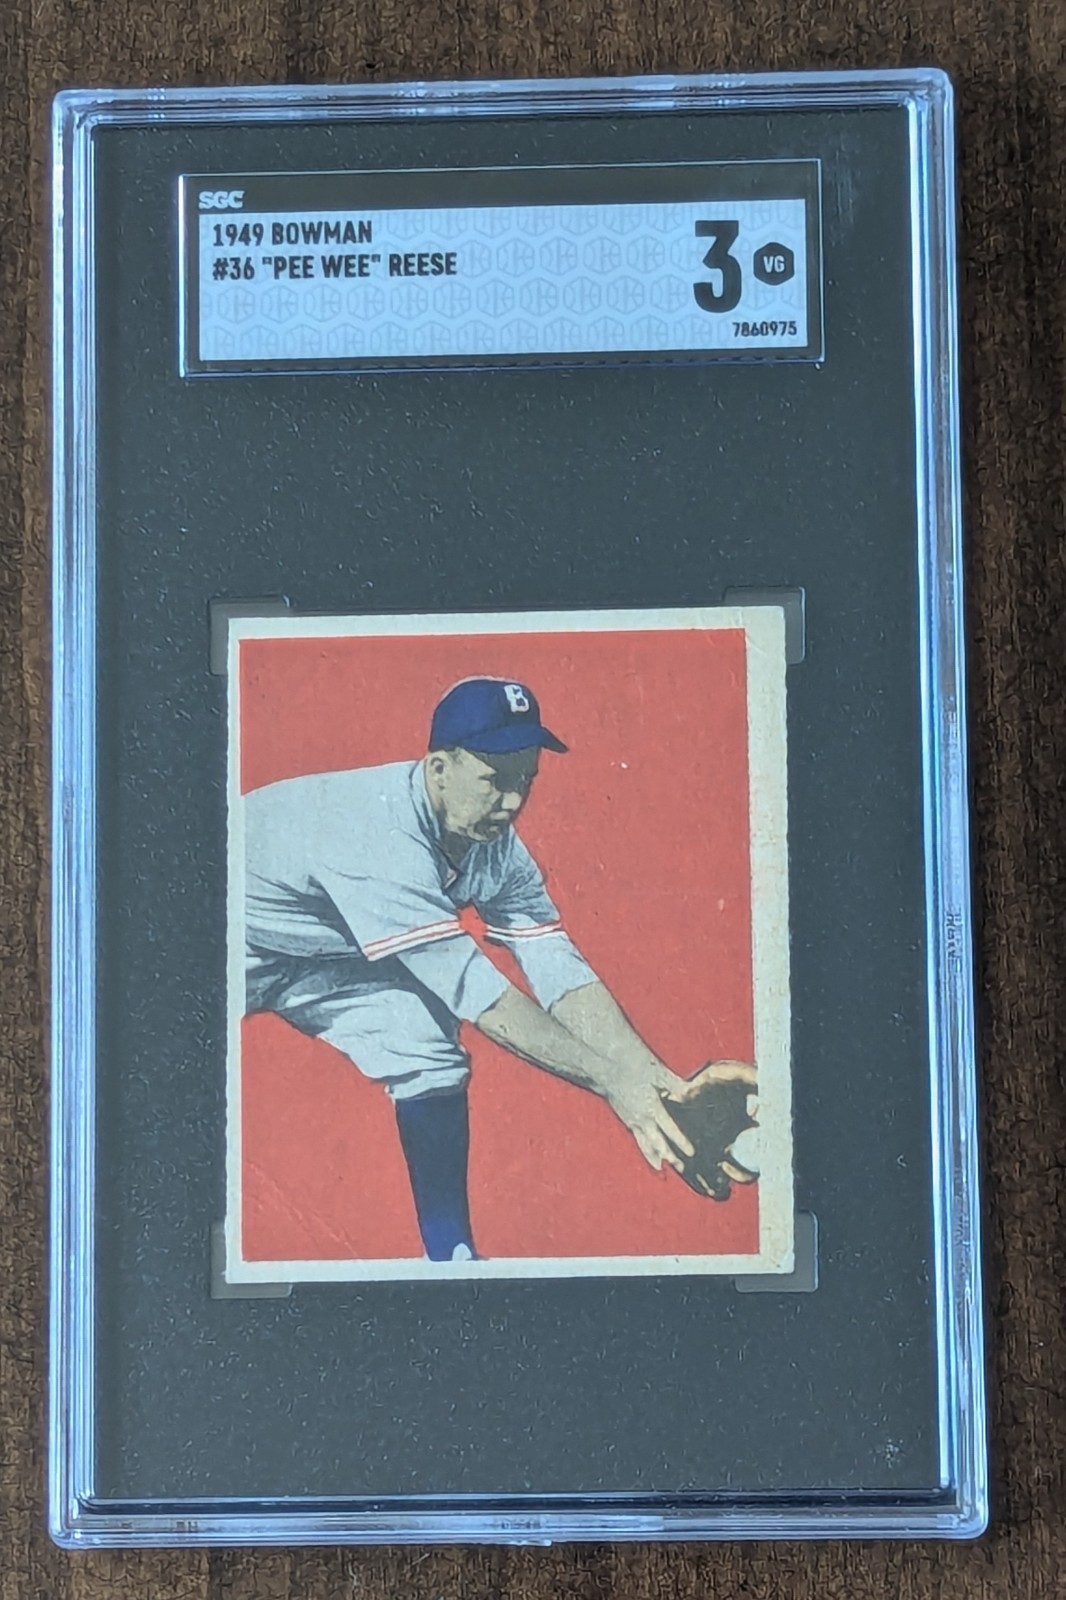 SGC
1949 BOWMAN
#36 "PEE WEE" REESE
3 VG
7860975
B